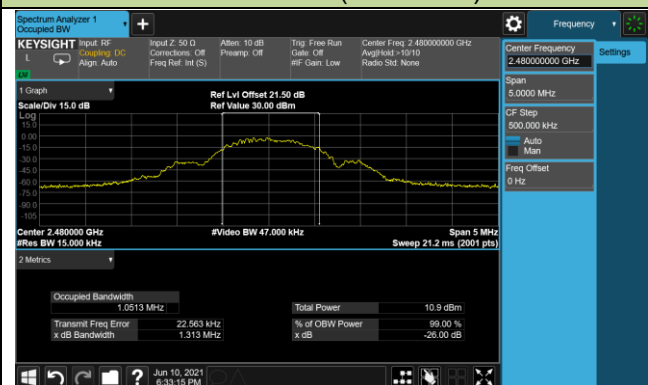 Spectrum Analyzer 1
Occupied BW
+
Frequency
KEYSIGHT
L
Input: RF
Coupling: DC
Align: Auto
Input Z: 50 Ω
Corrections: Off
Freq Ref: Int (S)
Atten: 10 dB
Preamp: Off
Trig: Free Run
Gate: Off
#IF Gain: Low
Center Freq: 2.480000000 GHz
Avg|Hold:>10/10
Radio Std: None
Center Frequency
2.480000000 GHz
Settings
Span
5.0000 MHz
CF Step
500.000 kHz
Auto
Man
Freq Offset
0 Hz
1 Graph
Scale/Div 15.0 dB
Ref Lvl Offset 21.50 dB
Ref Value 30.00 dBm
Log
15.0
0.00
-15.0
-30.0
-45.0
-60.0
-75.0
-90.0
-105
Center 2.480000 GHz
#Video BW 47.000 kHz
Span 5 MHz
#Res BW 15.000 kHz
Sweep 21.2 ms (2001 pts)
2 Metrics
Occupied Bandwidth
1.0513 MHz
Total Power
10.9 dBm
Transmit Freq Error
22.563 kHz
% of OBW Power
99.00 %
x dB Bandwidth
1.313 MHz
x dB
-26.00 dB
?
Jun 10, 2021
6:33:15 PM